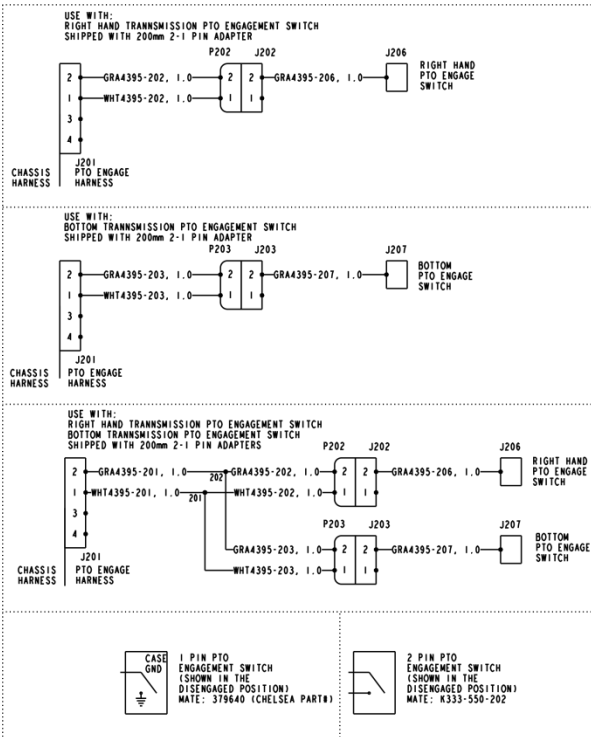 USE WITH:
RIGHT HAND TRANNSMISSION PTO ENGAGEMENT SWITCH
SHIPPED WITH 200mm 2-1 PIN ADAPTER
P202 J202 J206
2 GRA4395-202, 1.0 2 2 GRA4395-206, 1.0 RIGHT HAND
PTO ENGAGE
SWITCH
1 WHT4395-202, 1.0 1 1
3
4
J201
CHASSIS PTO ENGAGE
HARNESS HARNESS
USE WITH:
BOTTOM TRANNSMISSION PTO ENGAGEMENT SWITCH
SHIPPED WITH 200mm 2-1 PIN ADAPTER
P203 J203 J207
2 GRA4395-203, 1.0 2 2 GRA4395-207, 1.0 BOTTOM
PTO ENGAGE
SWITCH
1 WHT4395-203, 1.0 1 1
3
4
J201
CHASSIS PTO ENGAGE
HARNESS HARNESS
USE WITH:
RIGHT HAND TRANNSMISSION PTO ENGAGEMENT SWITCH
BOTTOM TRANNSMISSION PTO ENGAGEMENT SWITCH
SHIPPED WITH 200mm 2-1 PIN ADAPTERS
P202 J202 J206
2 GRA4395-201, 1.0 202 GRA4395-202, 1.0 2 2 GRA4395-206, 1.0 RIGHT HAND
PTO ENGAGE
SWITCH
1 WHT4395-201, 1.0 201 WHT4395-202, 1.0 1 1
3
4
P203 J203 J207
GRA4395-203, 1.0 2 2 GRA4395-207, 1.0 BOTTOM
PTO ENGAGE
SWITCH
WHT4395-203, 1.0 1 1
J201
CHASSIS PTO ENGAGE
HARNESS HARNESS
CASE
GND
1 PIN PTO
ENGAGEMENT SWITCH
(SHOWN IN THE
DISENGAGED POSITION)
MATE: 379640 (CHELSEA PART#)
2 PIN PTO
ENGAGEMENT SWITCH
(SHOWN IN THE
DISENGAGED POSITION)
MATE: K333-550-202